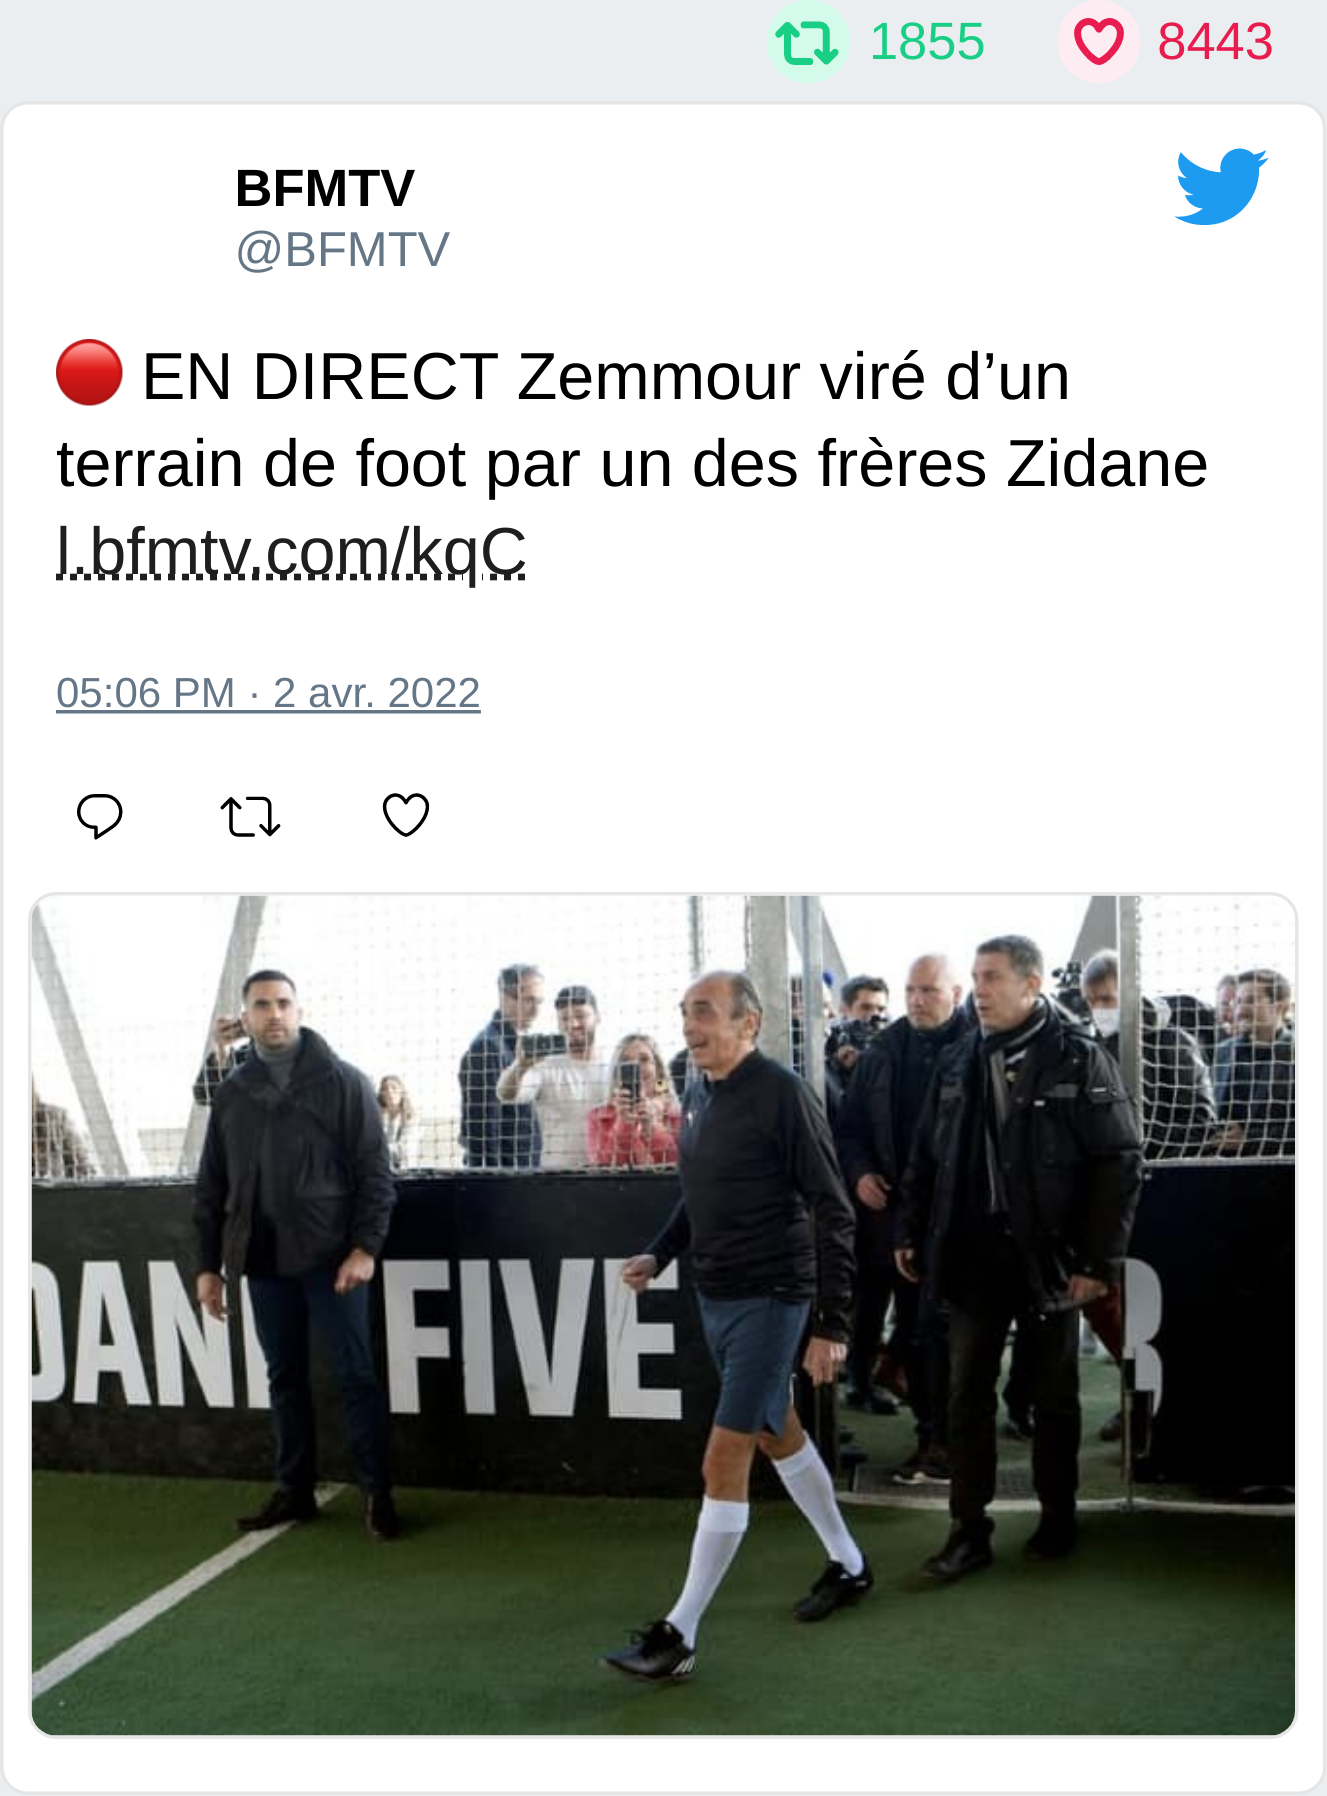 1855 8443
BFMTV
@BFMTV
🔴 EN DIRECT Zemmour viré d’un
terrain de foot par un des frères Zidane
l.bfmtv.com/kqC
05:06 PM · 2 avr. 2022
DANE FIVE